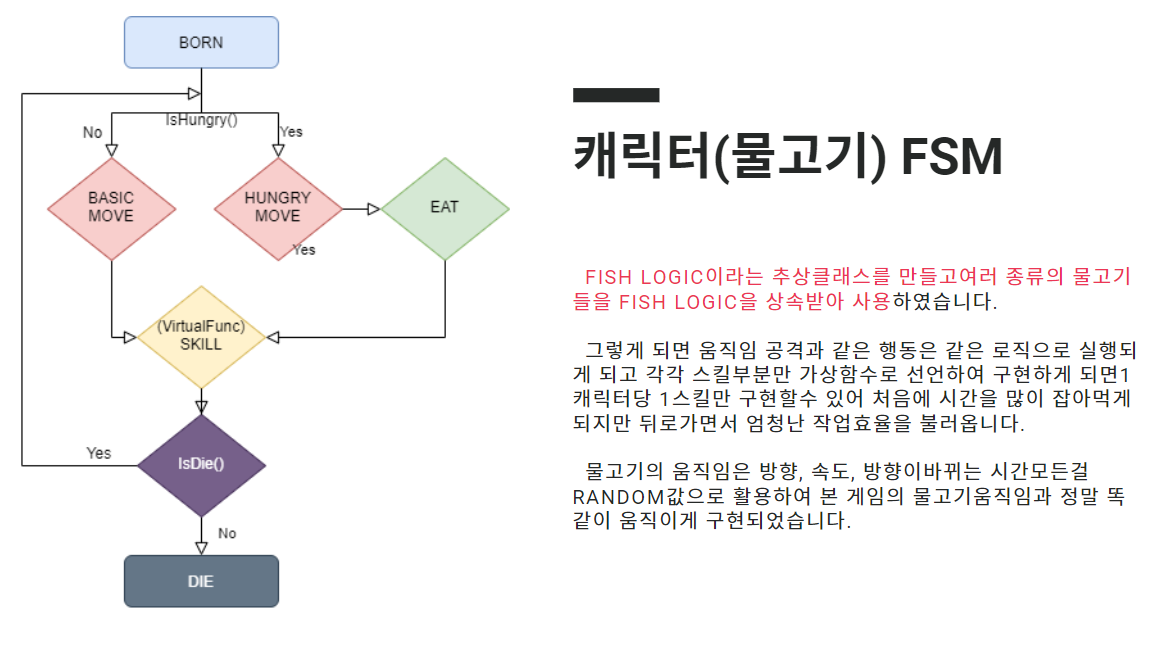 BORN
IsHungry()
No
Yes
BASIC
MOVE
HUNGRY
MOVE
EAT
Yes
(VirtualFunc)
SKILL
Yes
IsDie()
No
DIE
캐릭터(물고기) FSM
FISH LOGIC이라는 추상클래스를 만들고여러 종류의 물고기
들을 FISH LOGIC을 상속받아 사용하였습니다.
그렇게 되면 움직임 공격과 같은 행동은 같은 로직으로 실행되
게 되고 각각 스킬부분만 가상함수로 선언하여 구현하게 되면1
캐릭터당 1스킬만 구현할수 있어 처음에 시간을 많이 잡아먹게
되지만 뒤로가면서 엄청난 작업효율을 불러옵니다.
물고기의 움직임은 방향, 속도, 방향이바뀌는 시간모든걸
RANDOM값으로 활용하여 본 게임의 물고기움직임과 정말 똑
같이 움직이게 구현되었습니다.